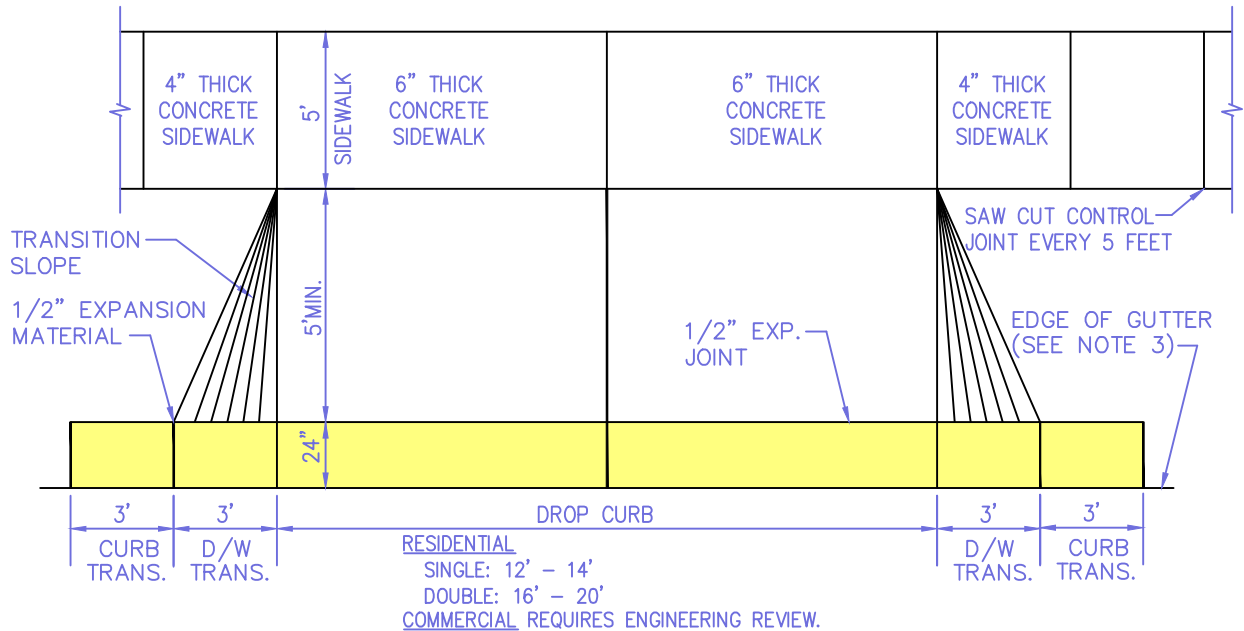 4” THICK
CONCRETE
SIDEWALK
5'
SIDEWALK
6” THICK
CONCRETE
SIDEWALK
6” THICK
CONCRETE
SIDEWALK
4” THICK
CONCRETE
SIDEWALK
SAW CUT CONTROL
JOINT EVERY 5 FEET
TRANSITION
SLOPE
1/2” EXPANSION
MATERIAL
5'MIN.
1/2” EXP.
JOINT
EDGE OF GUTTER
(SEE NOTE 3)
24”
3'
CURB
TRANS.
3'
D/W
TRANS.
DROP CURB
3'
D/W
TRANS.
3'
CURB
TRANS.
RESIDENTIAL
SINGLE: 12' – 14'
DOUBLE: 16' – 20'
COMMERCIAL REQUIRES ENGINEERING REVIEW.